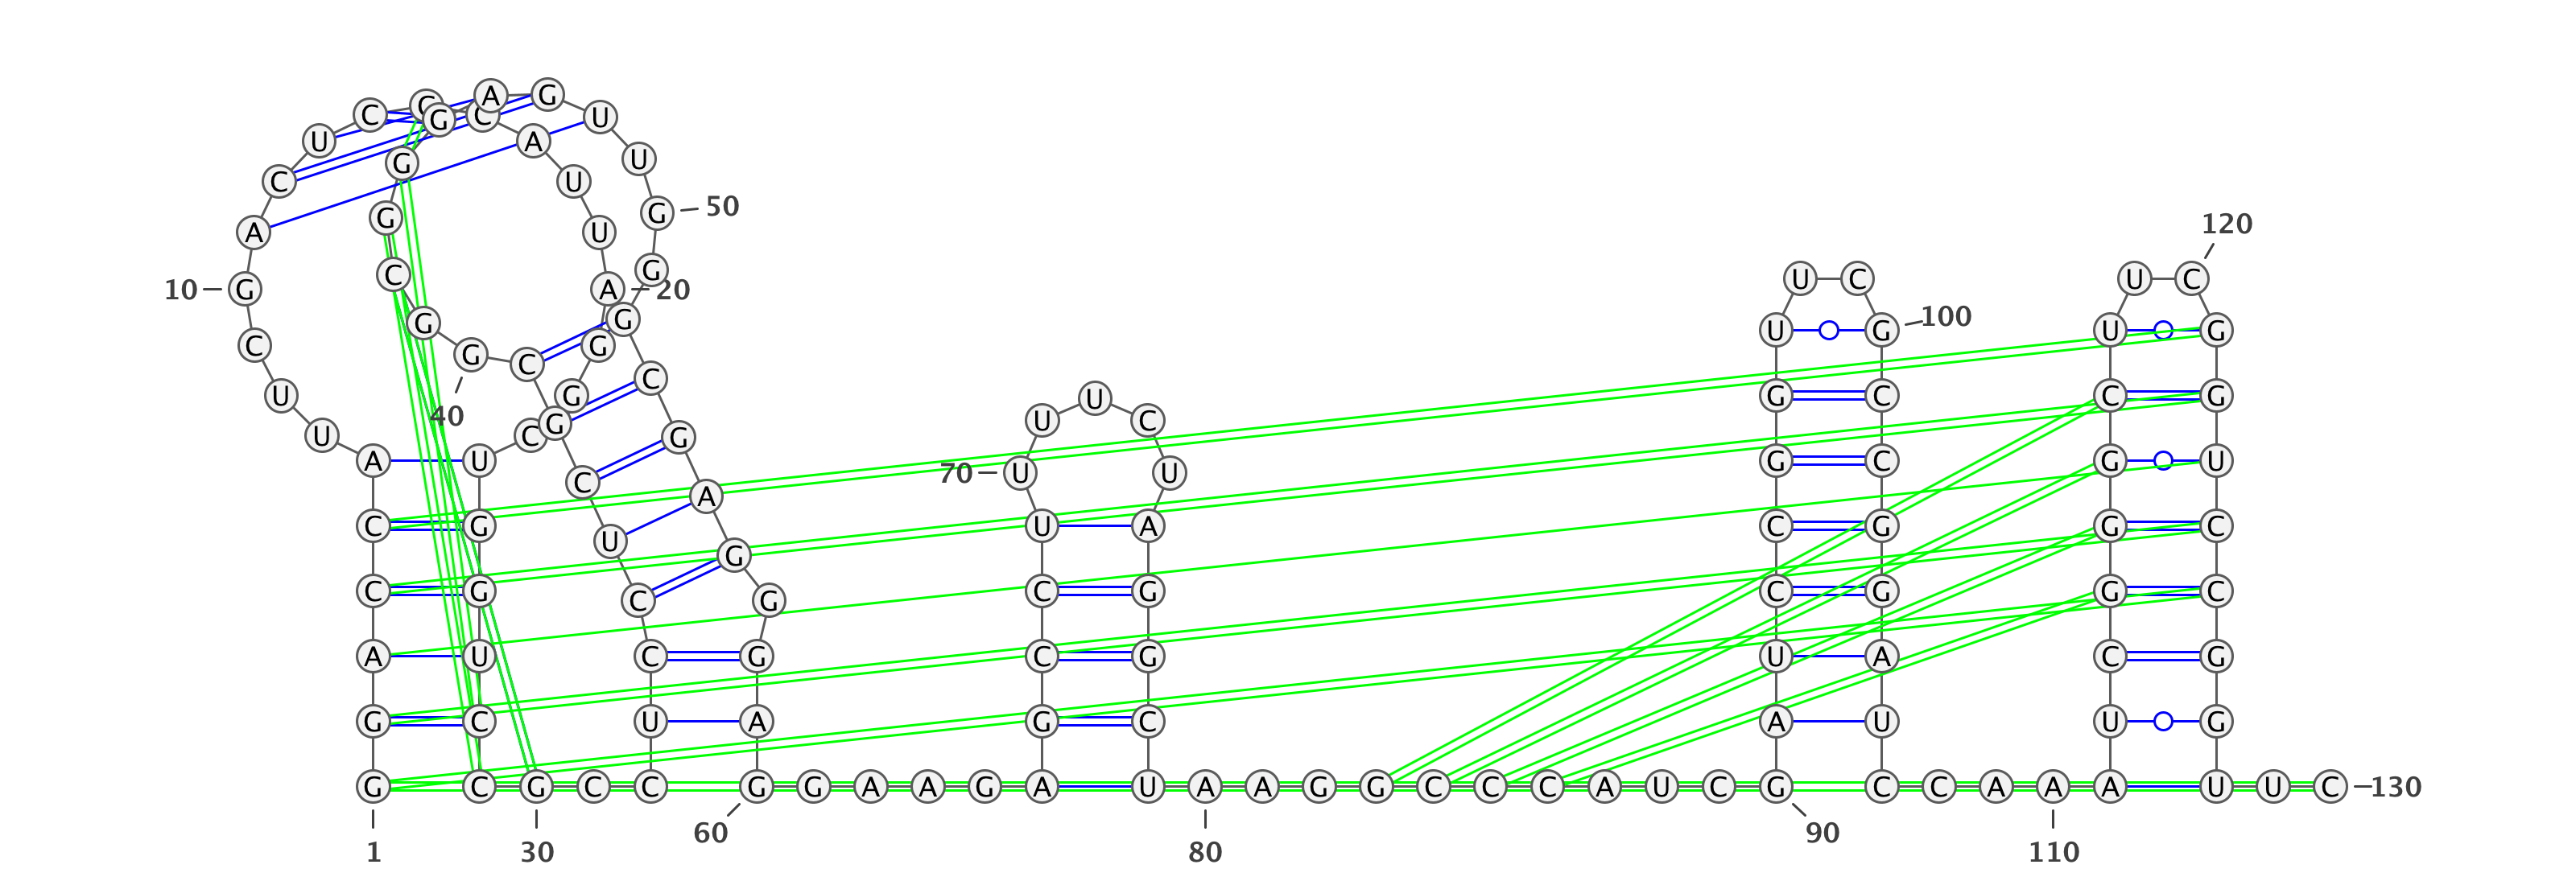 A G
C C G C U
U A
G U
C U
G G 50
120
A U
C G U C U C
10 G A 20
G G U G 100 U G
C G C G
U G C G C C G
U
40 U C
U C G G
A U G C G U
70 U U
C
A
C G U U A C G G C
G
C G C G C G C G G C
A U C G C G U A C G
G C U A G C A U U G
G C G C C G G A A G A U A A G G C C C A U C G C C A A A U U C 130
60 90
1 30 80 110